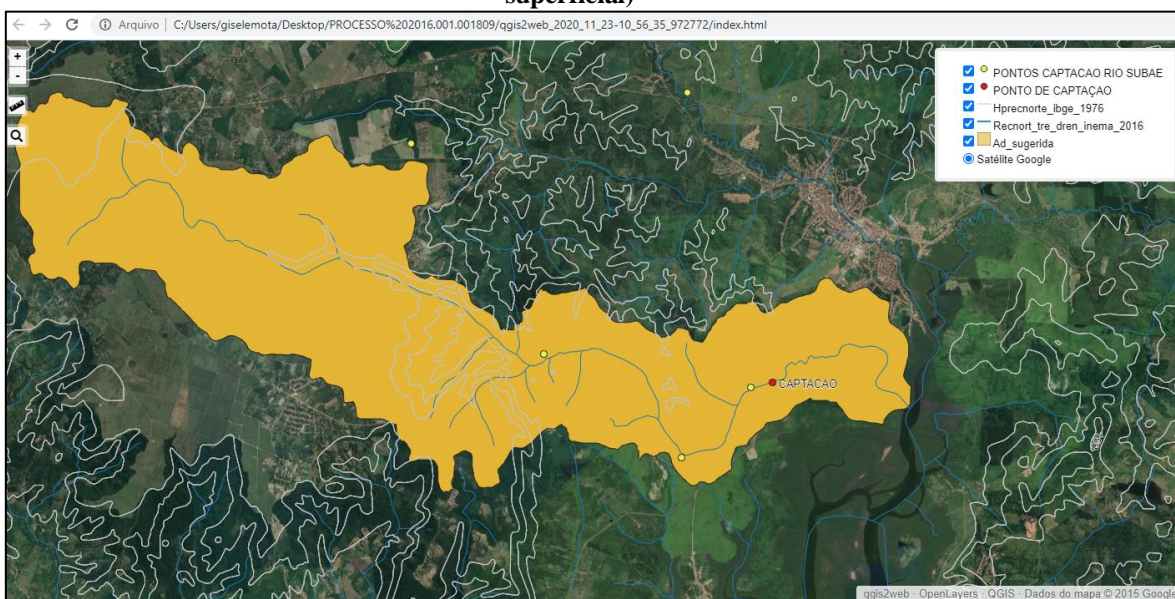 superficial)
Arquivo | C:/Users/giselemota/Desktop/PROCESSO%202016.001.001809/qgis2web_2020_11_23-10_56_35_972772/index.html
+
-
PONTOS CAPTACAO RIO SUBAE
PONTO DE CAPTAÇAO
Hprecnorte_ibge_1976
Recnort_tre_dren_inema_2016
Ad_sugerida
Satélite Google
CAPTACAO
qgis2web · OpenLayers · QGIS · Dados do mapa © 2015 Google